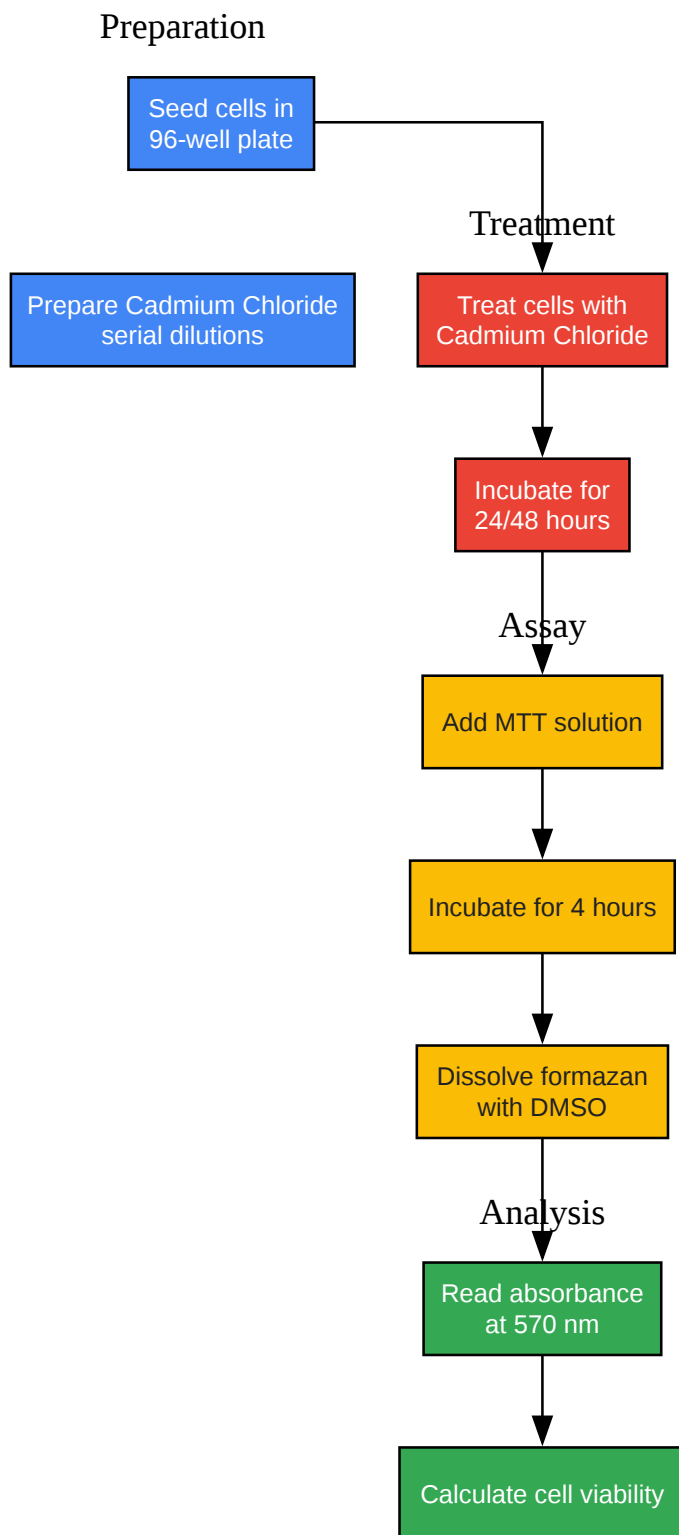 Preparation
Seed cells in
96-well plate
Treatment
Prepare Cadmium Chloride
serial dilutions
Treat cells with
Cadmium Chloride
Incubate for
24/48 hours
Assay
Add MTT solution
Incubate for 4 hours
Dissolve formazan
with DMSO
Analysis
Read absorbance
at 570 nm
Calculate cell viability